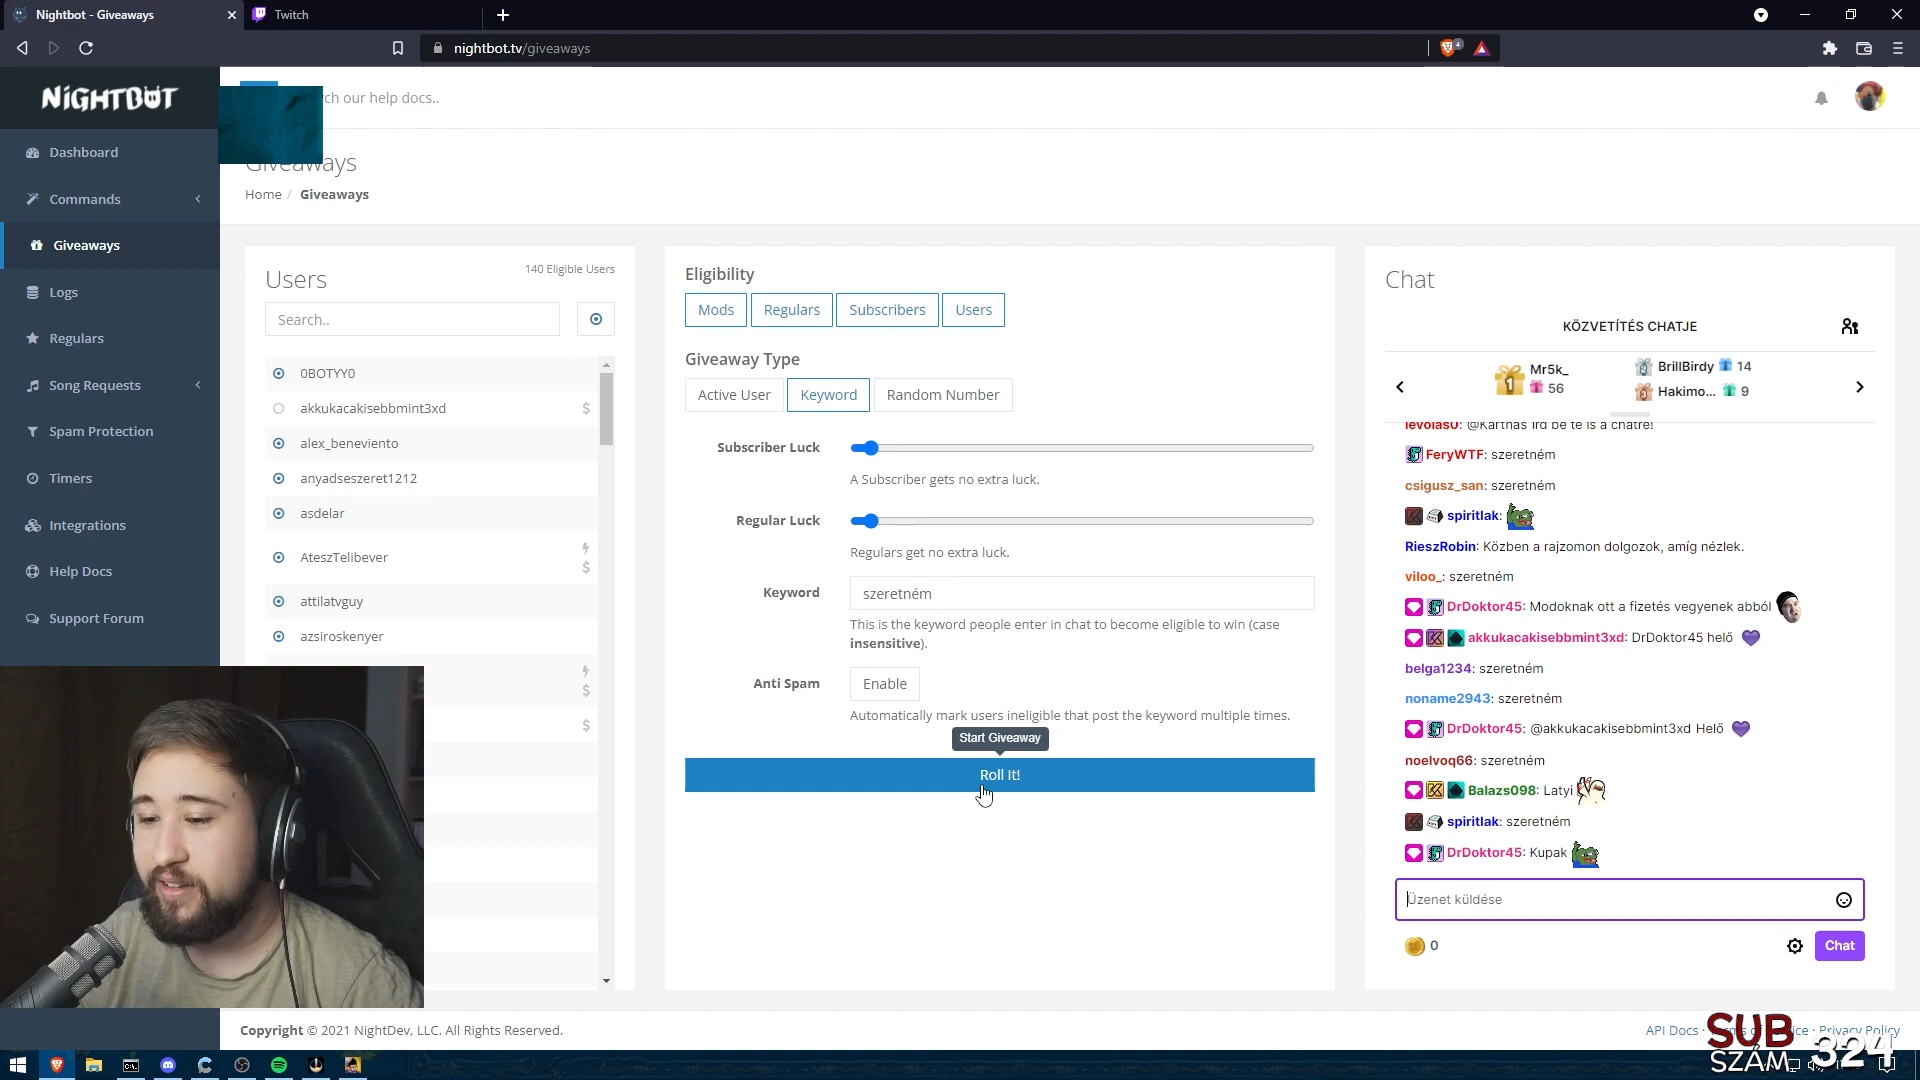 Nightbot - Giveaways
Twitch
nightbot.tv/giveaways
4
NIGHTBOT
ch our help docs..
Dashboard
Commands
Giveaways
Logs
Regulars
Song Requests
Spam Protection
Timers
Integrations
Help Docs
Support Forum
Giveaways
Home / Giveaways
Users
140 Eligible Users
Search..
0BOTYY0
akkukacakisebbmint3xd
$
alex_beneviento
anyadseszeret1212
asdelar
AteszTelibever
$
attilatvguy
azsiroskenyer
$
$
Eligibility
Mods
Regulars
Subscribers
Users
Giveaway Type
Active User
Keyword
Random Number
Subscriber Luck
A Subscriber gets no extra luck.
Regular Luck
Regulars get no extra luck.
Keyword
szeretném
This is the keyword people enter in chat to become eligible to win (case
insensitive).
Anti Spam
Enable
Automatically mark users ineligible that post the keyword multiple times.
Start Giveaway
Roll It!
Chat
KÖZVETÍTÉS CHATJE
1
Mr5k_
56
BrillBirdy 14
Hakimo... 9
FeryWTF: szeretném
csigusz_san: szeretném
spiritlak:
RieszRobin: Közben a rajzomon dolgozok, amíg nézlek.
viloo_: szeretném
DrDoktor45: Modoknak ott a fizetés vegyenek abból
akkukacakisebbmint3xd: DrDoktor45 helő
belga1234: szeretném
noname2943: szeretném
DrDoktor45: @akkukacakisebbmint3xd Helő
noelvoq66: szeretném
Balazs098: Latyi
spiritlak: szeretném
DrDoktor45: Kupak
Üzenet küldése
0
Chat
Copyright © 2021 NightDev, LLC. All Rights Reserved.
API Docs · Privacy Policy
SUB
SZÁM
324